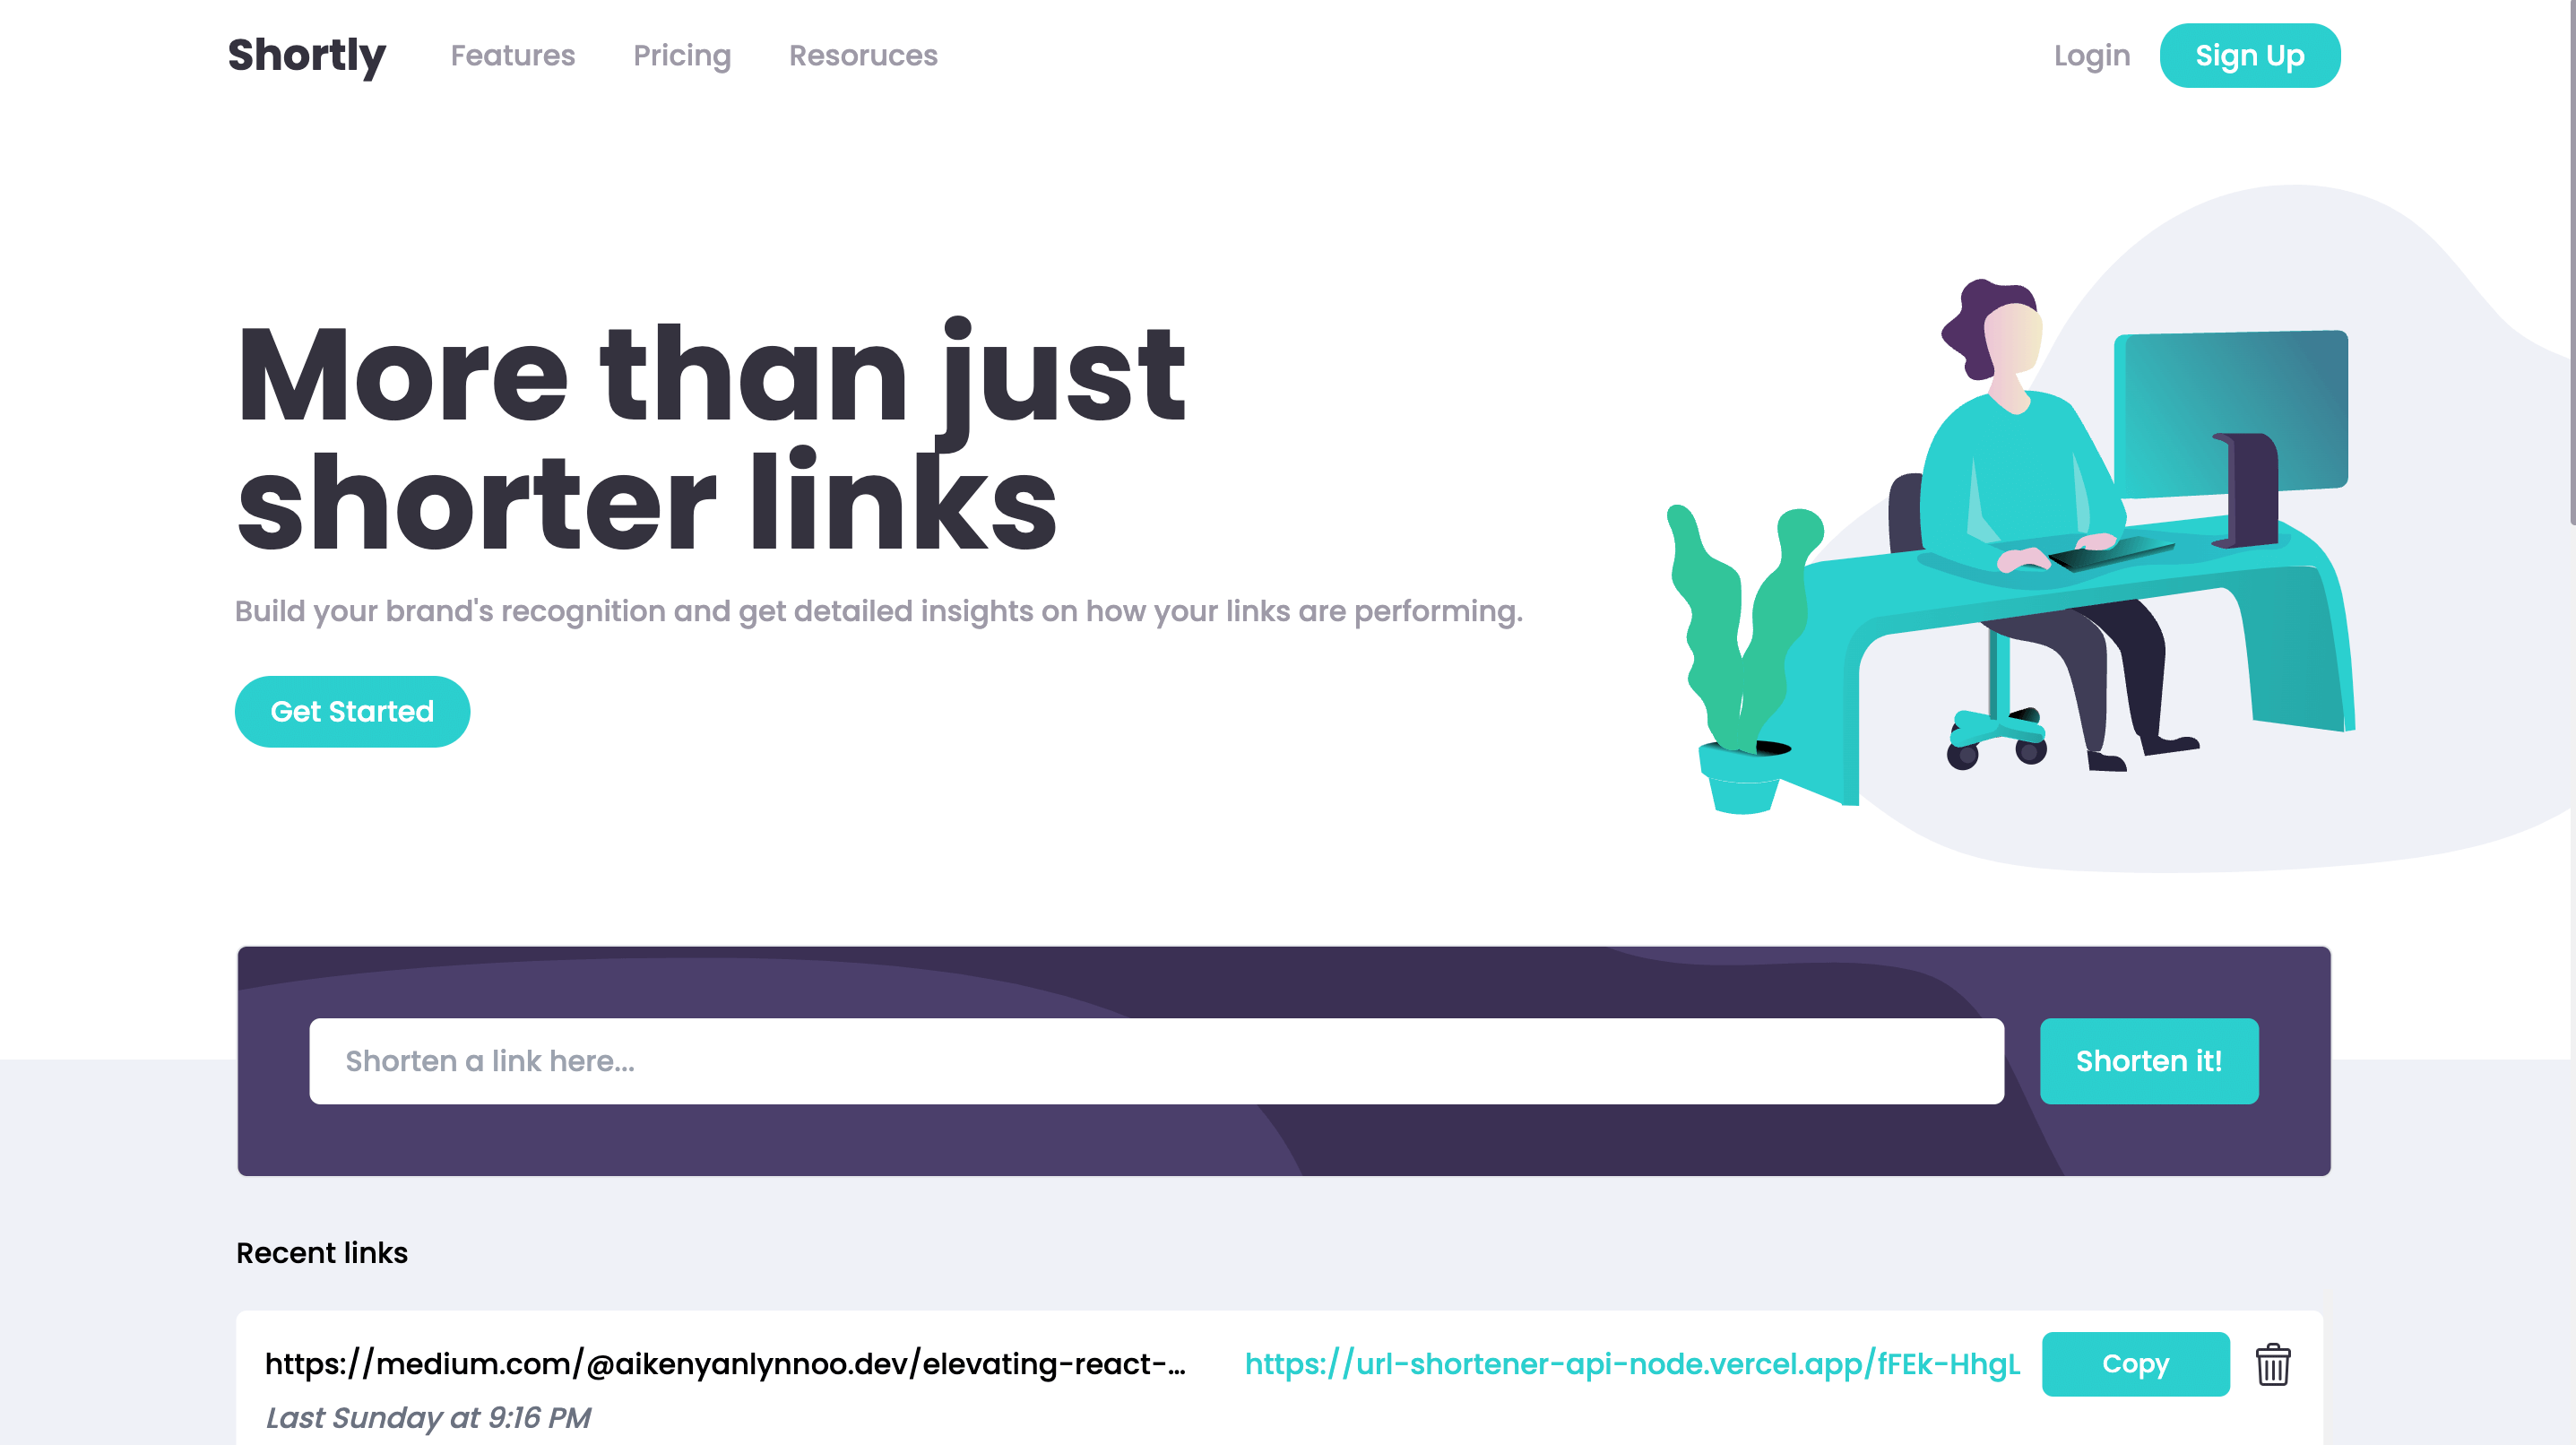 Shortly
Features
Pricing
Resoruces
Login
Sign Up
More than just
shorter links
Build your brand's recognition and get detailed insights on how your links are performing.
Get Started
Shorten a link here...
Shorten it!
Recent links
https://medium.com/@aikenyanlynnoo.dev/elevating-react-...
https://url-shortener-api-node.vercel.app/fFEk-HhgL
Copy
Last Sunday at 9:16 PM